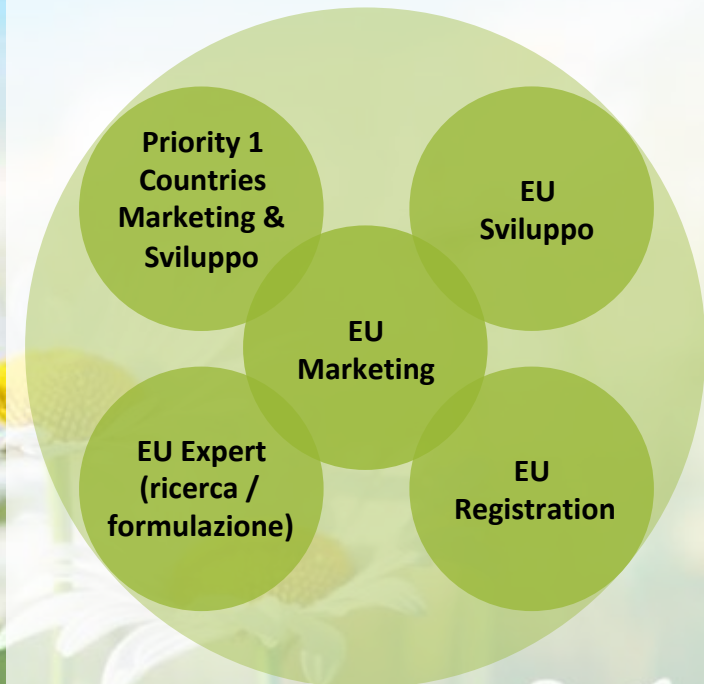 Priority 1
Countries
Marketing &
Sviluppo
EU
Sviluppo
EU
Marketing
EU Expert
(ricerca /
formulazione)
EU
Registration